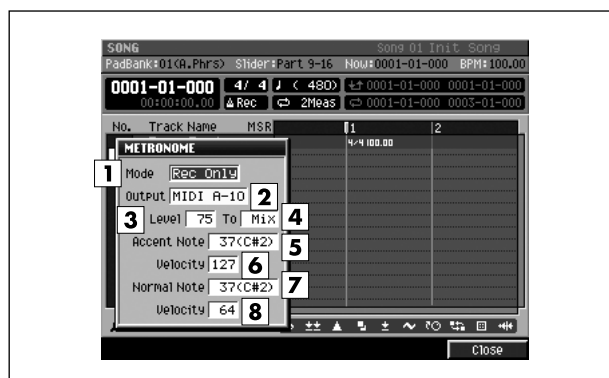 SONG Song 01 Init Song
PadBank:01(A.Phrs) Slider:Part 9-16 Now:0001-01-000 BPM:100.00
0001-01-000 4/ 4 ♩ ( 480) 0001-01-000 0001-01-000
00:00:00.00 Rec 2Meas 0001-01-000 0003-01-000
No. Track Name MSR 1 2
METRONOME 4/4 100.00
1 Mode Rec Only
Output MIDI A-10 2
3 Level 75 To Mix 4
Accent Note 37(C#2) 5
Velocity 127 6
Normal Note 37(C#2) 7
Velocity 64 8
Close